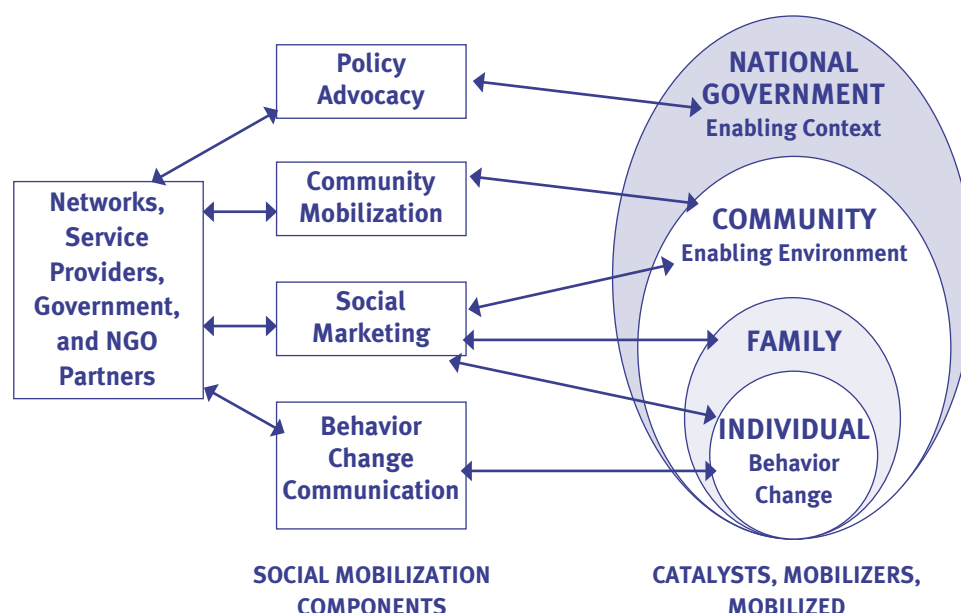 Policy
Advocacy
NATIONAL
GOVERNMENT
Enabling Context
Networks,
Service
Providers,
Government,
and NGO
Partners
Community
Mobilization
COMMUNITY
Enabling Environment
Social
Marketing
FAMILY
Behavior
Change
Communication
INDIVIDUAL
Behavior
Change
SOCIAL MOBILIZATION
COMPONENTS
CATALYSTS, MOBILIZERS,
MOBILIZED